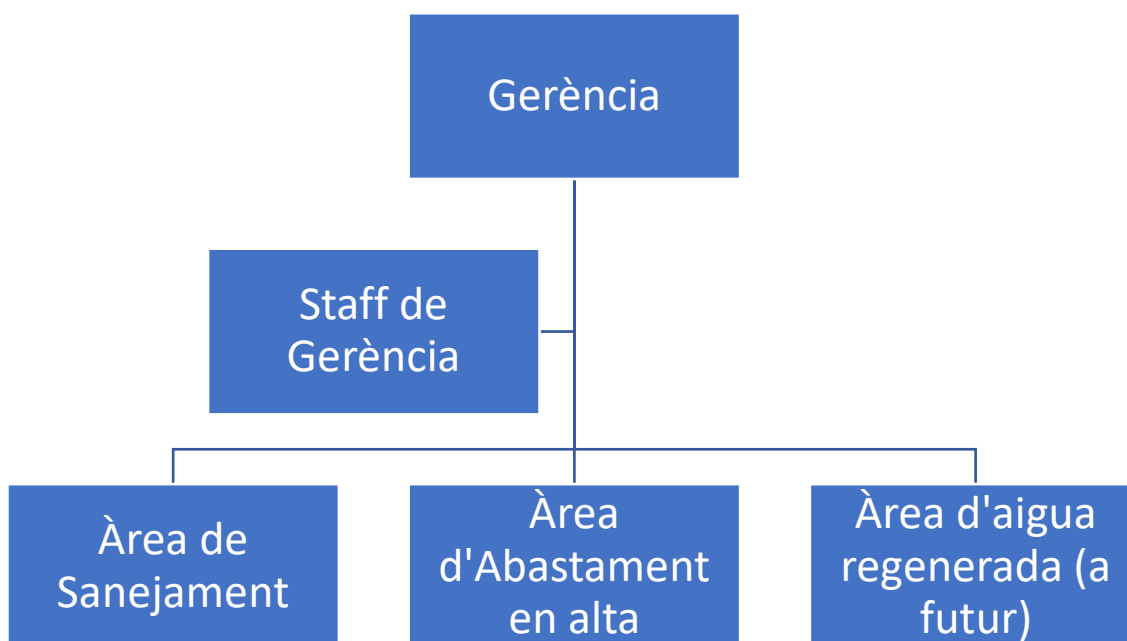 Gerència
Staff de
Gerència
Àrea de
Sanejament
Àrea
d'Abastament
en alta
Àrea d'aigua
regenerada (a
futur)